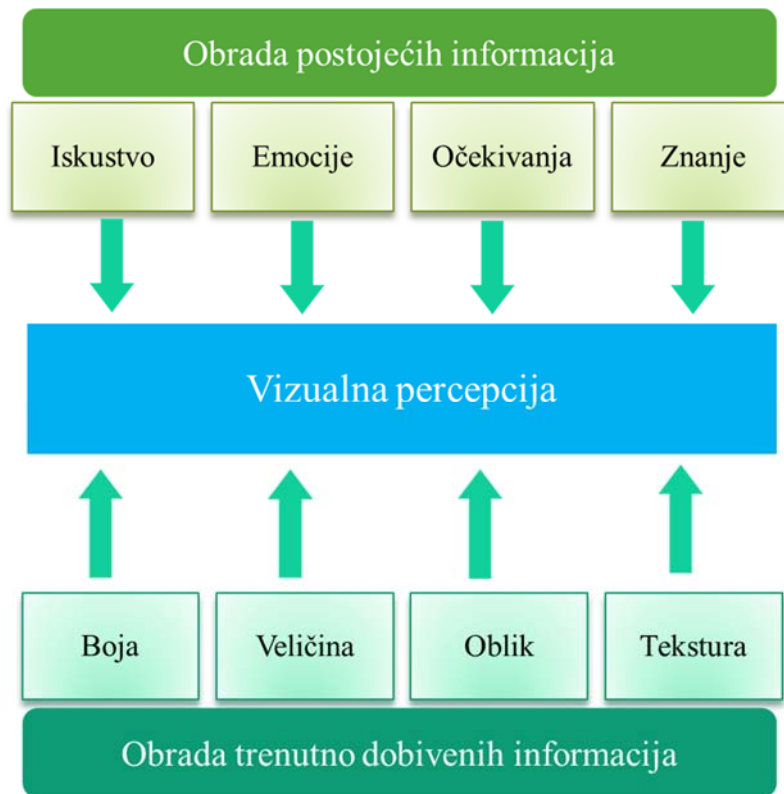 Obrada postojećih informacija
Iskustvo
Emocije
Očekivanja
Znanje
Vizualna percepcija
Boja
Veličina
Oblik
Tekstura
Obrada trenutno dobivenih informacija